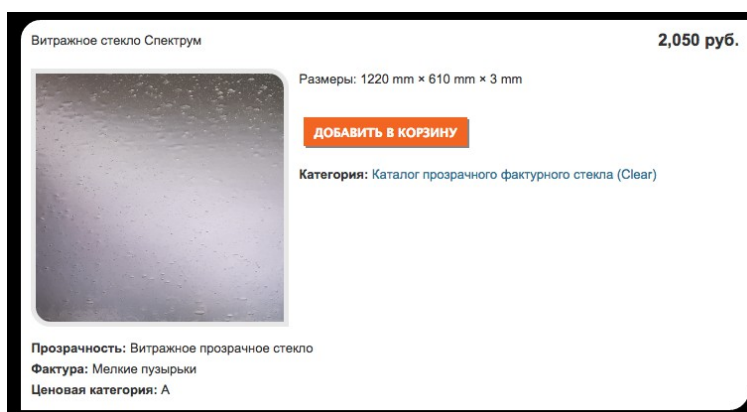 Витражное стекло Спектрум
2,050 руб.
Размеры: 1220 mm × 610 mm × 3 mm
ДОБАВИТЬ В КОРЗИНУ
Категория: Каталог прозрачного фактурного стекла (Clear)
Прозрачность: Витражное прозрачное стекло
Фактура: Мелкие пузырьки
Ценовая категория: А